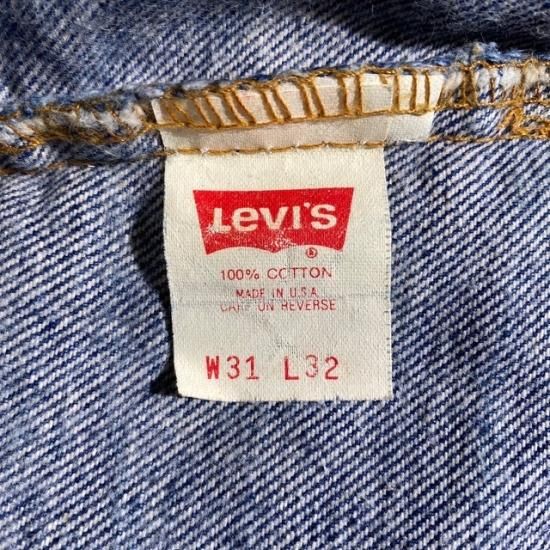 Levi's
®
100% COTTON
MADE IN U.S.A.
CARE ON REVERSE
W31 L32